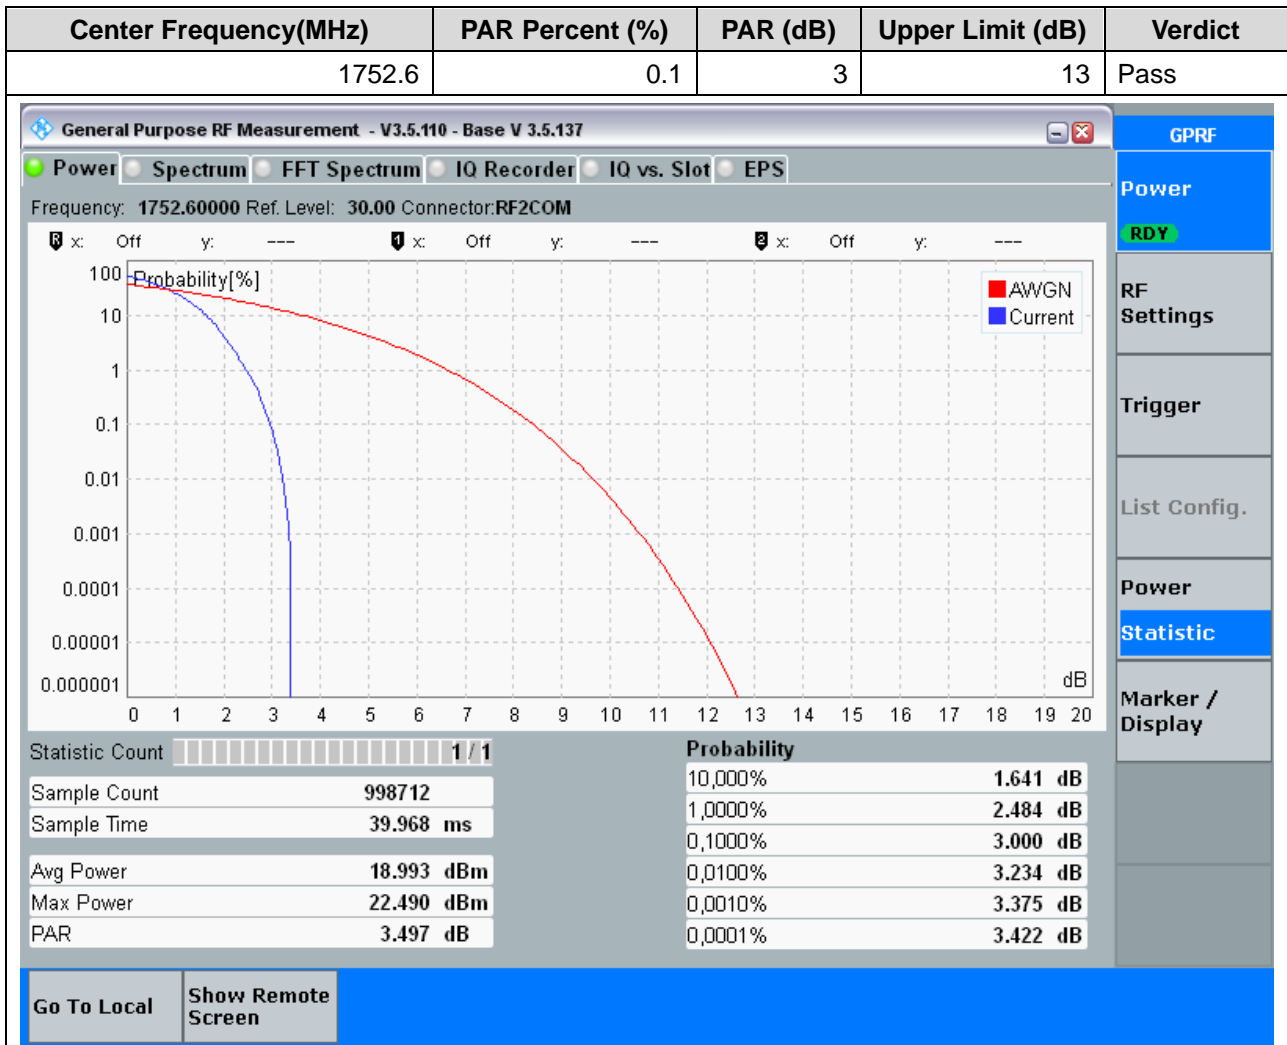 Center Frequency(MHz) PAR Percent (%) PAR (dB) Upper Limit (dB) Verdict
1752.6 0.1 3 13 Pass
General Purpose RF Measurement - V3.5.110 - Base V 3.5.137
GPRF
Power Spectrum FFT Spectrum IQ Recorder IQ vs. Slot EPS
Frequency: 1752.60000 Ref. Level: 30.00 Connector:RF2COM
R x: Off y: --- 1 x: Off y: --- 2 x: Off y: ---
Probability[%]
AWGN
Current
100
10
1
0.1
0.01
0.001
0.0001
0.00001
0.000001
dB
0 1 2 3 4 5 6 7 8 9 10 11 12 13 14 15 16 17 18 19 20
Statistic Count 1 / 1
Sample Count 998712
Sample Time 39.968 ms
Avg Power 18.993 dBm
Max Power 22.490 dBm
PAR 3.497 dB
Probability
10,000% 1.641 dB
1,0000% 2.484 dB
0,1000% 3.000 dB
0,0100% 3.234 dB
0,0010% 3.375 dB
0,0001% 3.422 dB
Power
RDY
RF
Settings
Trigger
List Config.
Power
Statistic
Marker /
Display
Go To Local
Show Remote
Screen